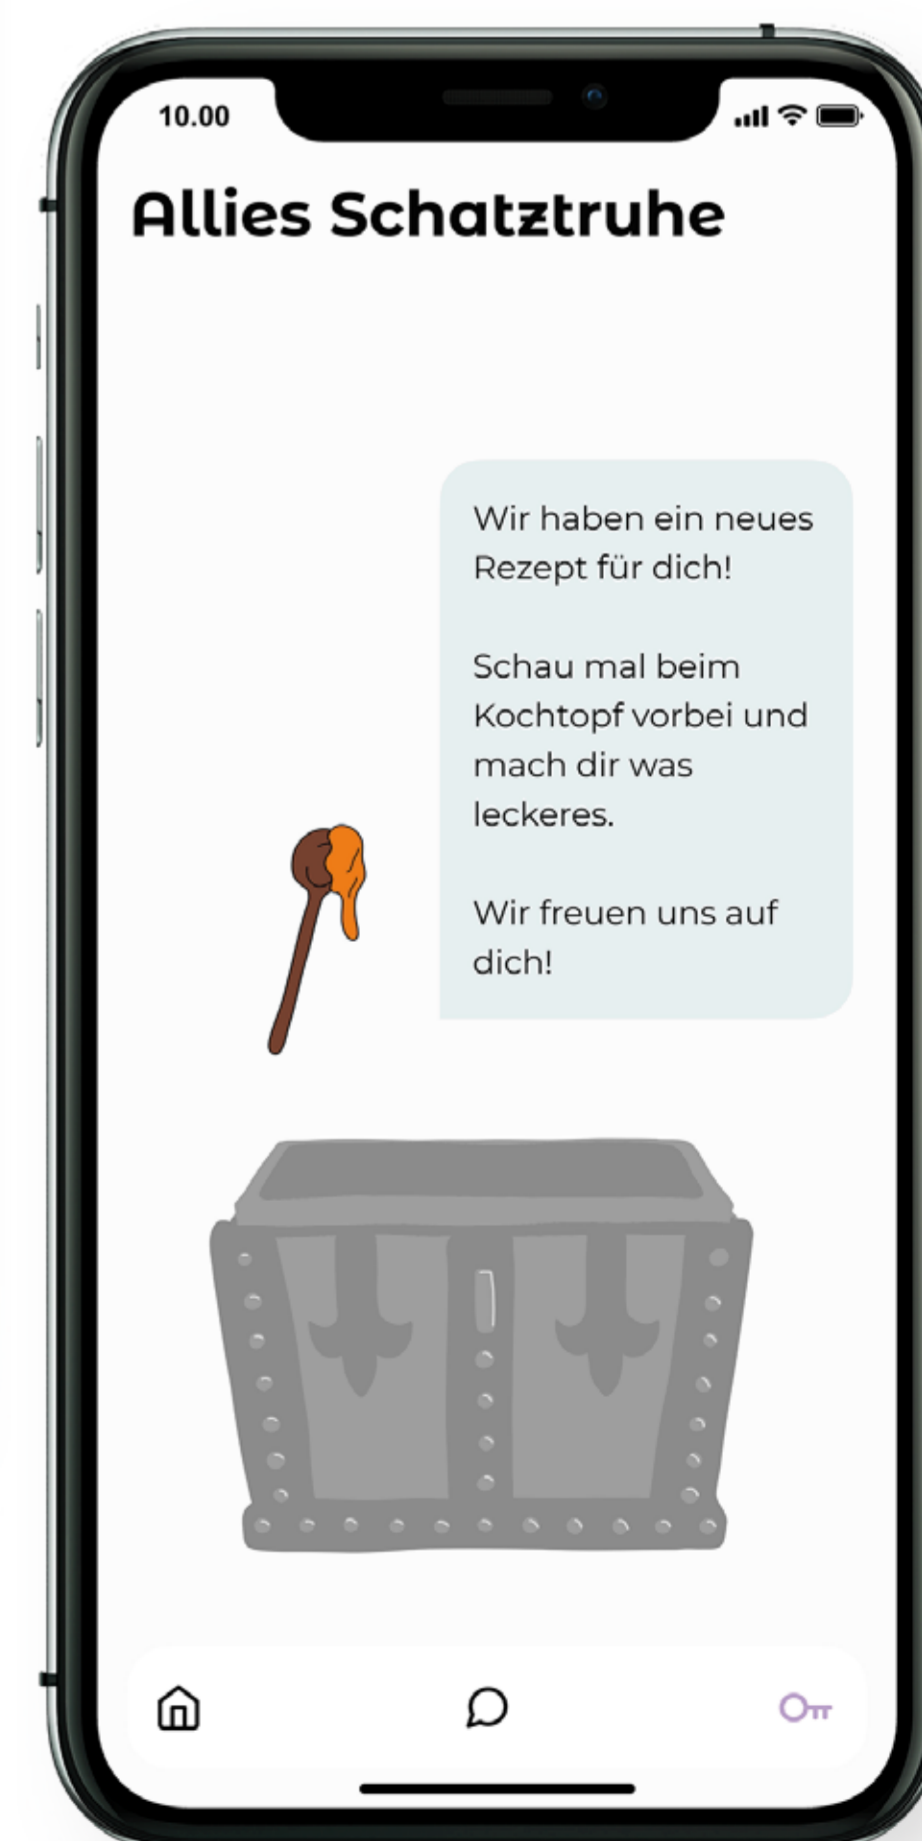 10.00
Allies Schatztruhe
Wir haben ein neues
Rezept für dich!
Schau mal beim
Kochtopf vorbei und
mach dir was
leckeres.
Wir freuen uns auf
dich!